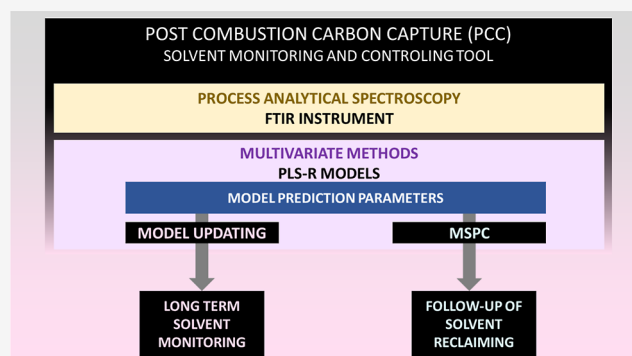 POST COMBUSTION CARBON CAPTURE (PCC)
SOLVENT MONITORING AND CONTROLING TOOL
PROCESS ANALYTICAL SPECTROSCOPY
FTIR INSTRUMENT
MULTIVARIATE METHODS
PLS-R MODELS
MODEL PREDICTION PARAMETERS
MODEL UPDATING
MSPC
LONG TERM
SOLVENT
MONITORING
FOLLOW-UP OF
SOLVENT
RECLAIMING